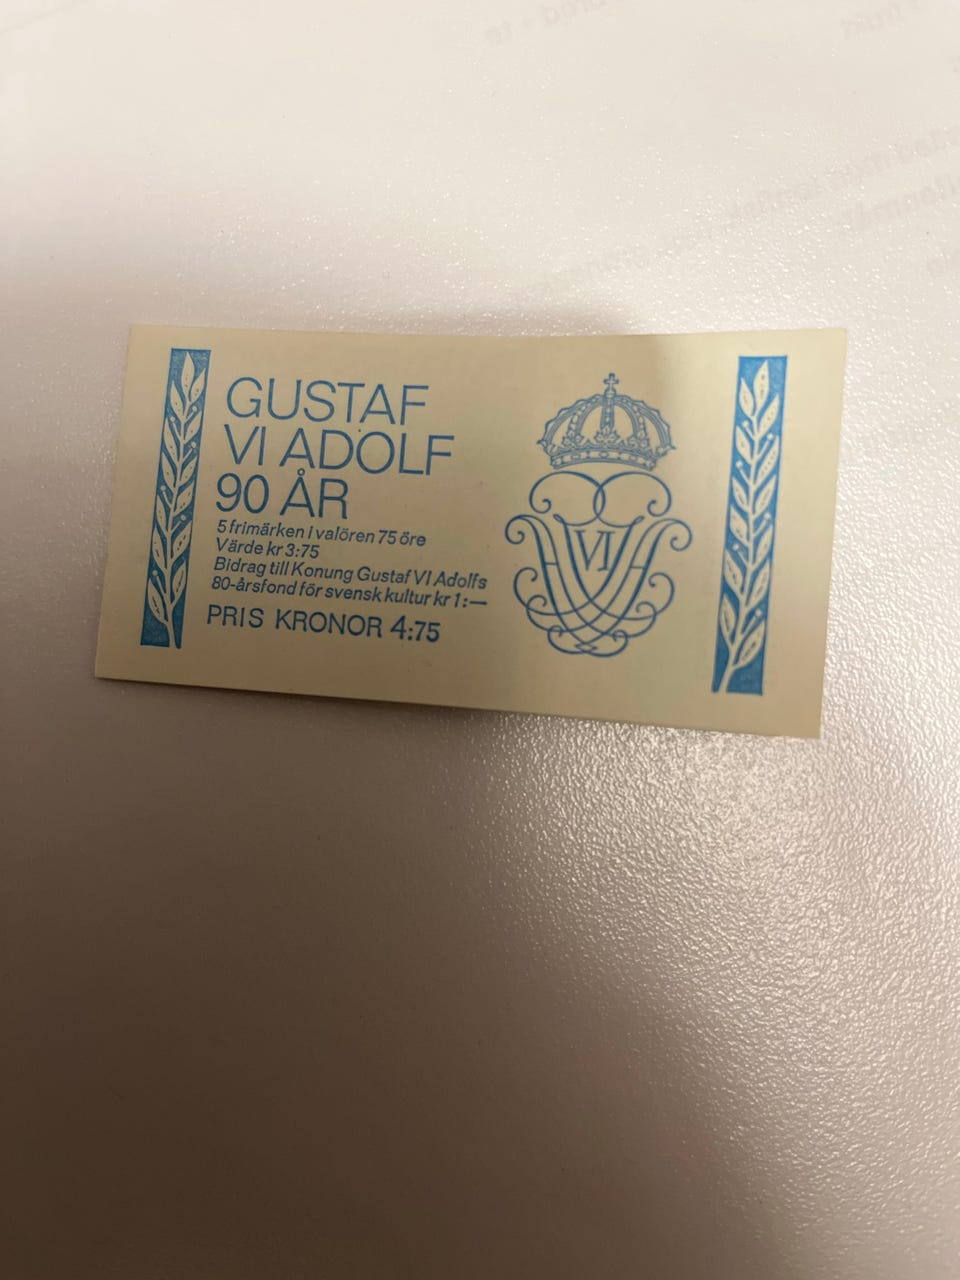 GUSTAF
VI ADOLF
90 ÅR
5 frimärken i valören 75 öre
Värde kr 3:75
Bidrag till Konung Gustaf VI Adolfs
80-årsfond för svensk kultur kr 1:—
PRIS KRONOR 4:75
VI